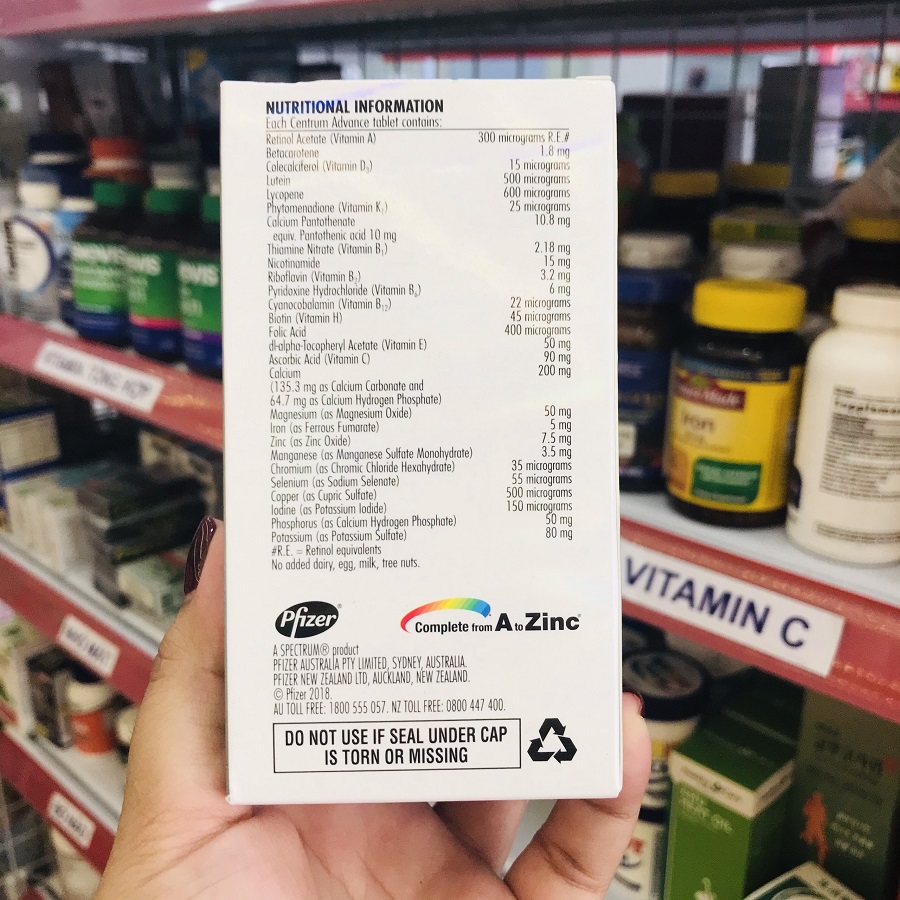 NUTRITIONAL INFORMATION
Each Centrum Advance tablet contains:
Retinol Acetate (Vitamin A) 300 micrograms R.E.#
Betacarotene 1.8 mg
Colecalciferol (Vitamin D₃) 15 micrograms
Lutein 500 micrograms
Lycopene 600 micrograms
Phytomenadione (Vitamin K₁) 25 micrograms
Calcium Pantothenate 10.8 mg
equiv. Pantothenic acid 10 mg
Thiamine Nitrate (Vitamin B₁) 2.18 mg
Nicotinamide 15 mg
Riboflavin (Vitamin B₂) 3.2 mg
Pyridoxine Hydrochloride (Vitamin B₆) 6 mg
Cyanocobalamin (Vitamin B₁₂) 22 micrograms
Biotin (Vitamin H) 45 micrograms
Folic Acid 400 micrograms
dl-alpha-Tocopheryl Acetate (Vitamin E) 50 mg
Ascorbic Acid (Vitamin C) 90 mg
Calcium 200 mg
(135.3 mg as Calcium Carbonate and
64.7 mg as Calcium Hydrogen Phosphate)
Magnesium (as Magnesium Oxide) 50 mg
Iron (as Ferrous Fumarate) 5 mg
Zinc (as Zinc Oxide) 7.5 mg
Manganese (as Manganese Sulfate Monohydrate) 3.5 mg
Chromium (as Chromic Chloride Hexahydrate) 35 micrograms
Selenium (as Sodium Selenate) 55 micrograms
Copper (as Cupric Sulfate) 500 micrograms
Iodine (as Potassium Iodide) 150 micrograms
Phosphorus (as Calcium Hydrogen Phosphate) 50 mg
Potassium (as Potassium Sulfate) 80 mg
#R.E. = Retinol equivalents
No added dairy, egg, milk, tree nuts.
Pfizer®
Complete from A to Zinc®
A SPECTRUM® product
PFIZER AUSTRALIA PTY LIMITED, SYDNEY, AUSTRALIA.
PFIZER NEW ZEALAND LTD, AUCKLAND, NEW ZEALAND.
© Pfizer 2018.
AU TOLL FREE: 1800 555 057. NZ TOLL FREE: 0800 447 400.
DO NOT USE IF SEAL UNDER CAP
IS TORN OR MISSING
VITAMIN TỔNG HỢP
Iron
VITAMIN C